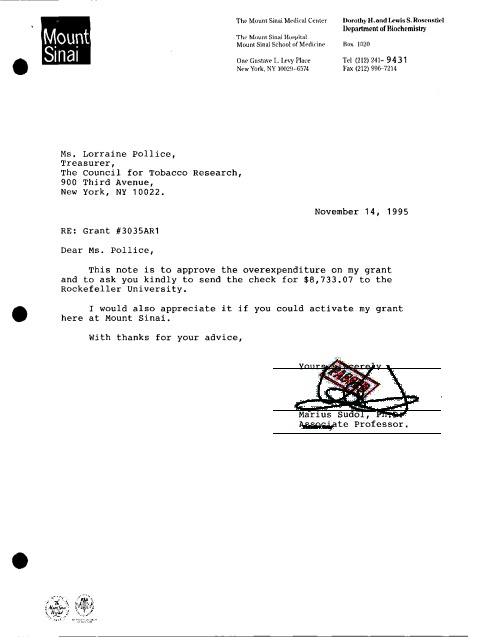 Mount
Sinai
The Mount Sinai Medical Center
The Mount Sinai Hospital
Mount Sinai School of Medicine
One Gustave L. Levy Place
New York, NY 10029-6574
Dorothy H. and Lewis S. Rosenstiel
Department of Biochemistry
Box 1020
Tel (212) 241- 9431
Fax (212) 996-7214
Ms. Lorraine Pollice,
Treasurer,
The Council for Tobacco Research,
900 Third Avenue,
New York, NY 10022.
November 14, 1995
RE: Grant #3035AR1
Dear Ms. Pollice,
This note is to approve the overexpenditure on my grant
and to ask you kindly to send the check for $8,733.07 to the
Rockefeller University.
I would also appreciate it if you could activate my grant
here at Mount Sinai.
With thanks for your advice,
Yours Sincerely
Marius Sudol, Ph.D.
Associate Professor.